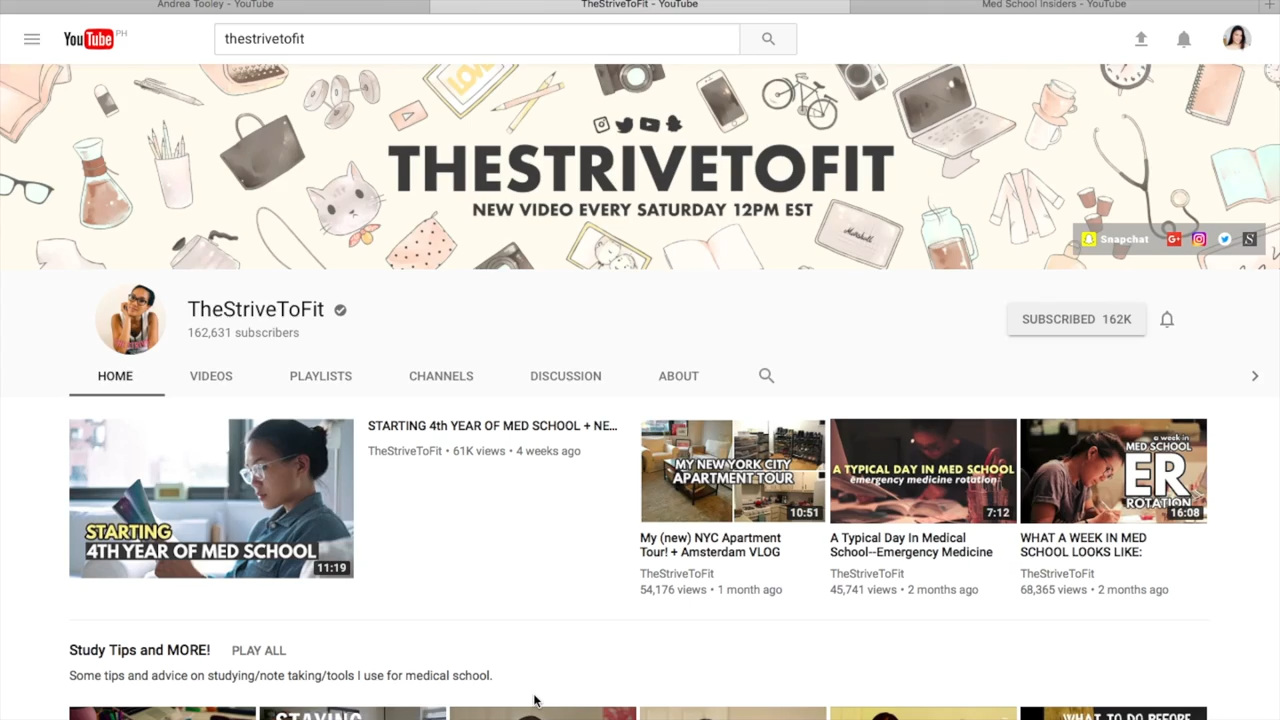 Andrea Tooley - YouTube
TheStriveToFit - YouTube
Med School Insiders - YouTube
YouTube PH
thestrivetofit
LOVE
THESTRIVETOFIT
NEW VIDEO EVERY SATURDAY 12PM EST
Marshall
Snapchat
TheStriveToFit
162,631 subscribers
SUBSCRIBED 162K
HOME VIDEOS PLAYLISTS CHANNELS DISCUSSION ABOUT
STARTING
4TH YEAR OF MED SCHOOL
11:19
STARTING 4th YEAR OF MED SCHOOL + NE...
TheStriveToFit • 61K views • 4 weeks ago
MY NEW YORK CITY
APARTMENT TOUR
10:51
My (new) NYC Apartment
Tour! + Amsterdam VLOG
TheStriveToFit
54,176 views • 1 month ago
A TYPICAL DAY IN MED SCHOOL
emergency medicine rotation
7:12
A Typical Day In Medical
School--Emergency Medicine
TheStriveToFit
45,741 views • 2 months ago
a week in
MED SCHOOL
ER
ROTATION
16:08
WHAT A WEEK IN MED
SCHOOL LOOKS LIKE:
TheStriveToFit
68,365 views • 2 months ago
Study Tips and MORE! PLAY ALL
Some tips and advice on studying/note taking/tools I use for medical school.
STAYING
WHAT TO DO BEFORE